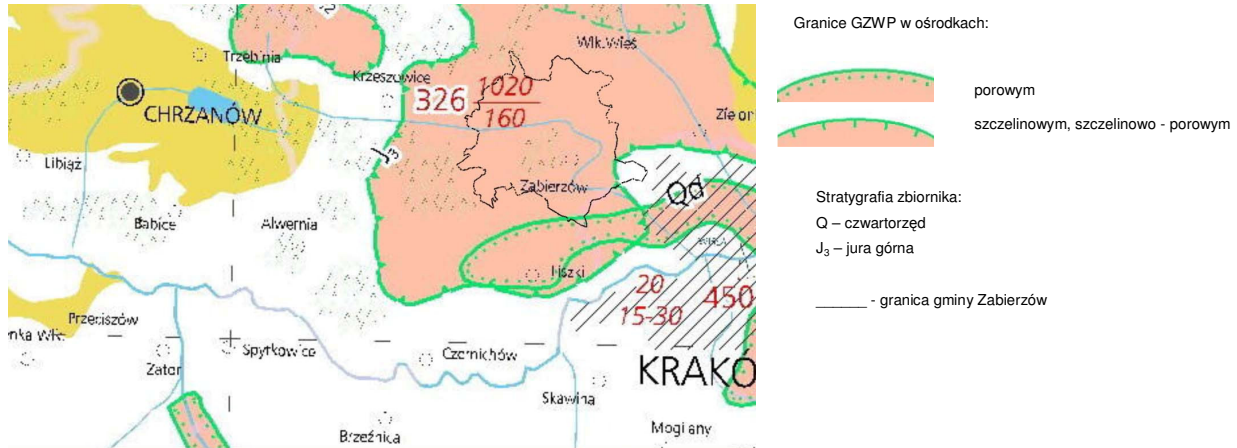 Trzebinia
Krzeszowice
Wlk.Wieś
CHRZANÓW
326
1020
160
J3
Libiąż
Zabierzów
Qd
Babice
Alwernia
Liszki
20
15-30
450
Przeciszów
Spytkowice
Czernichów
Zator
KRAKÓ
Skawina
Brzeźnica
Mogilany
Granice GZWP w ośrodkach:
porowym
szczelinowym, szczelinowo - porowym
Stratygrafia zbiornika:
Q – czwartorzęd
J₃ – jura górna
______ - granica gminy Zabierzów